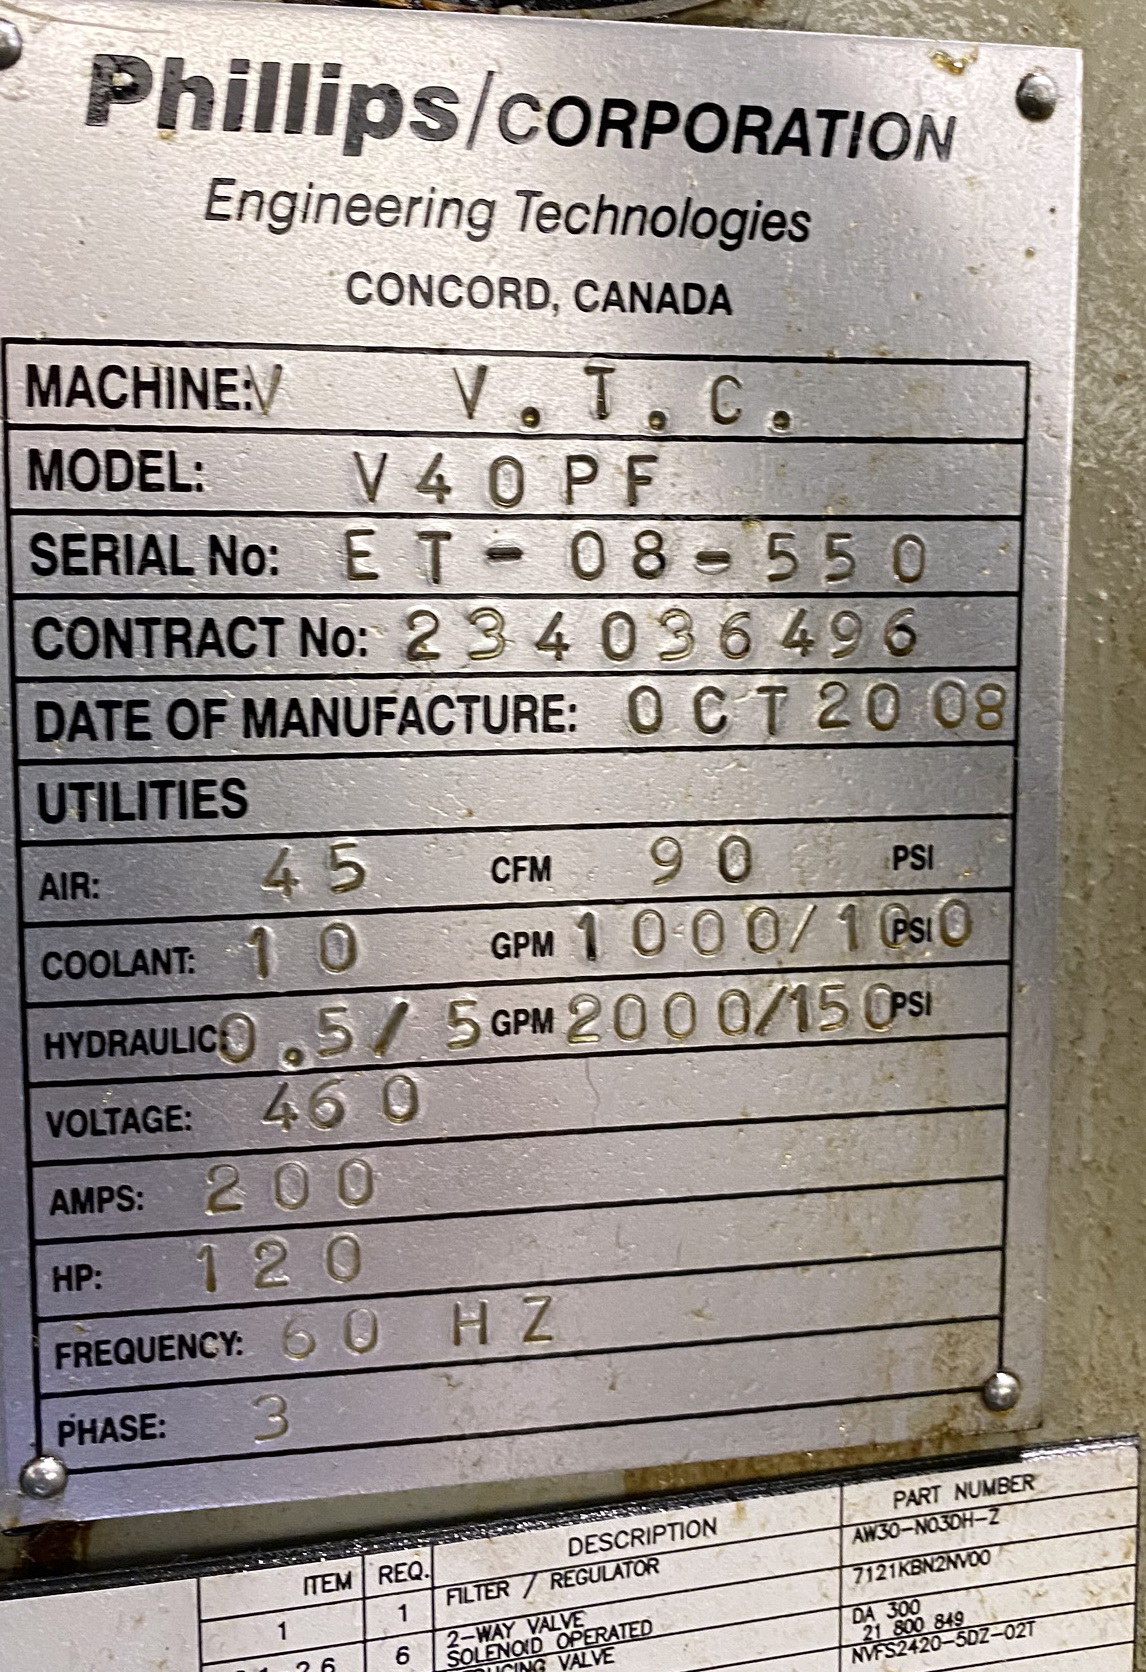 Phillips/CORPORATION
Engineering Technologies
CONCORD, CANADA
MACHINE:V V.T.C.
MODEL: V40PF
SERIAL No: ET-08-550
CONTRACT No: 234036496
DATE OF MANUFACTURE: OCT2008
UTILITIES
AIR: 45 CFM 90 PSI
COOLANT: 10 GPM 1000/100 PSI
HYDRAULIC: 0.5/5 GPM 2000/150 PSI
VOLTAGE: 460
AMPS: 200
HP: 120
FREQUENCY: 60 HZ
PHASE: 3
ITEM REQ. DESCRIPTION PART NUMBER
1 1 FILTER / REGULATOR AW30-N03DH-Z
2-WAY VALVE 7121KBN2NV00
6 SOLENOID OPERATED DA 300
21 800 849
VALVE NVFS2420-5DZ-02T